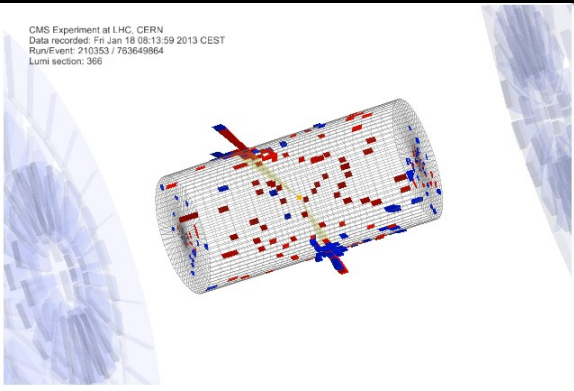 CMS Experiment at LHC, CERN
Data recorded: Fri Jan 18 08:13:59 2013 CEST
Run/Event: 210353 / 763649864
Lumi section: 366